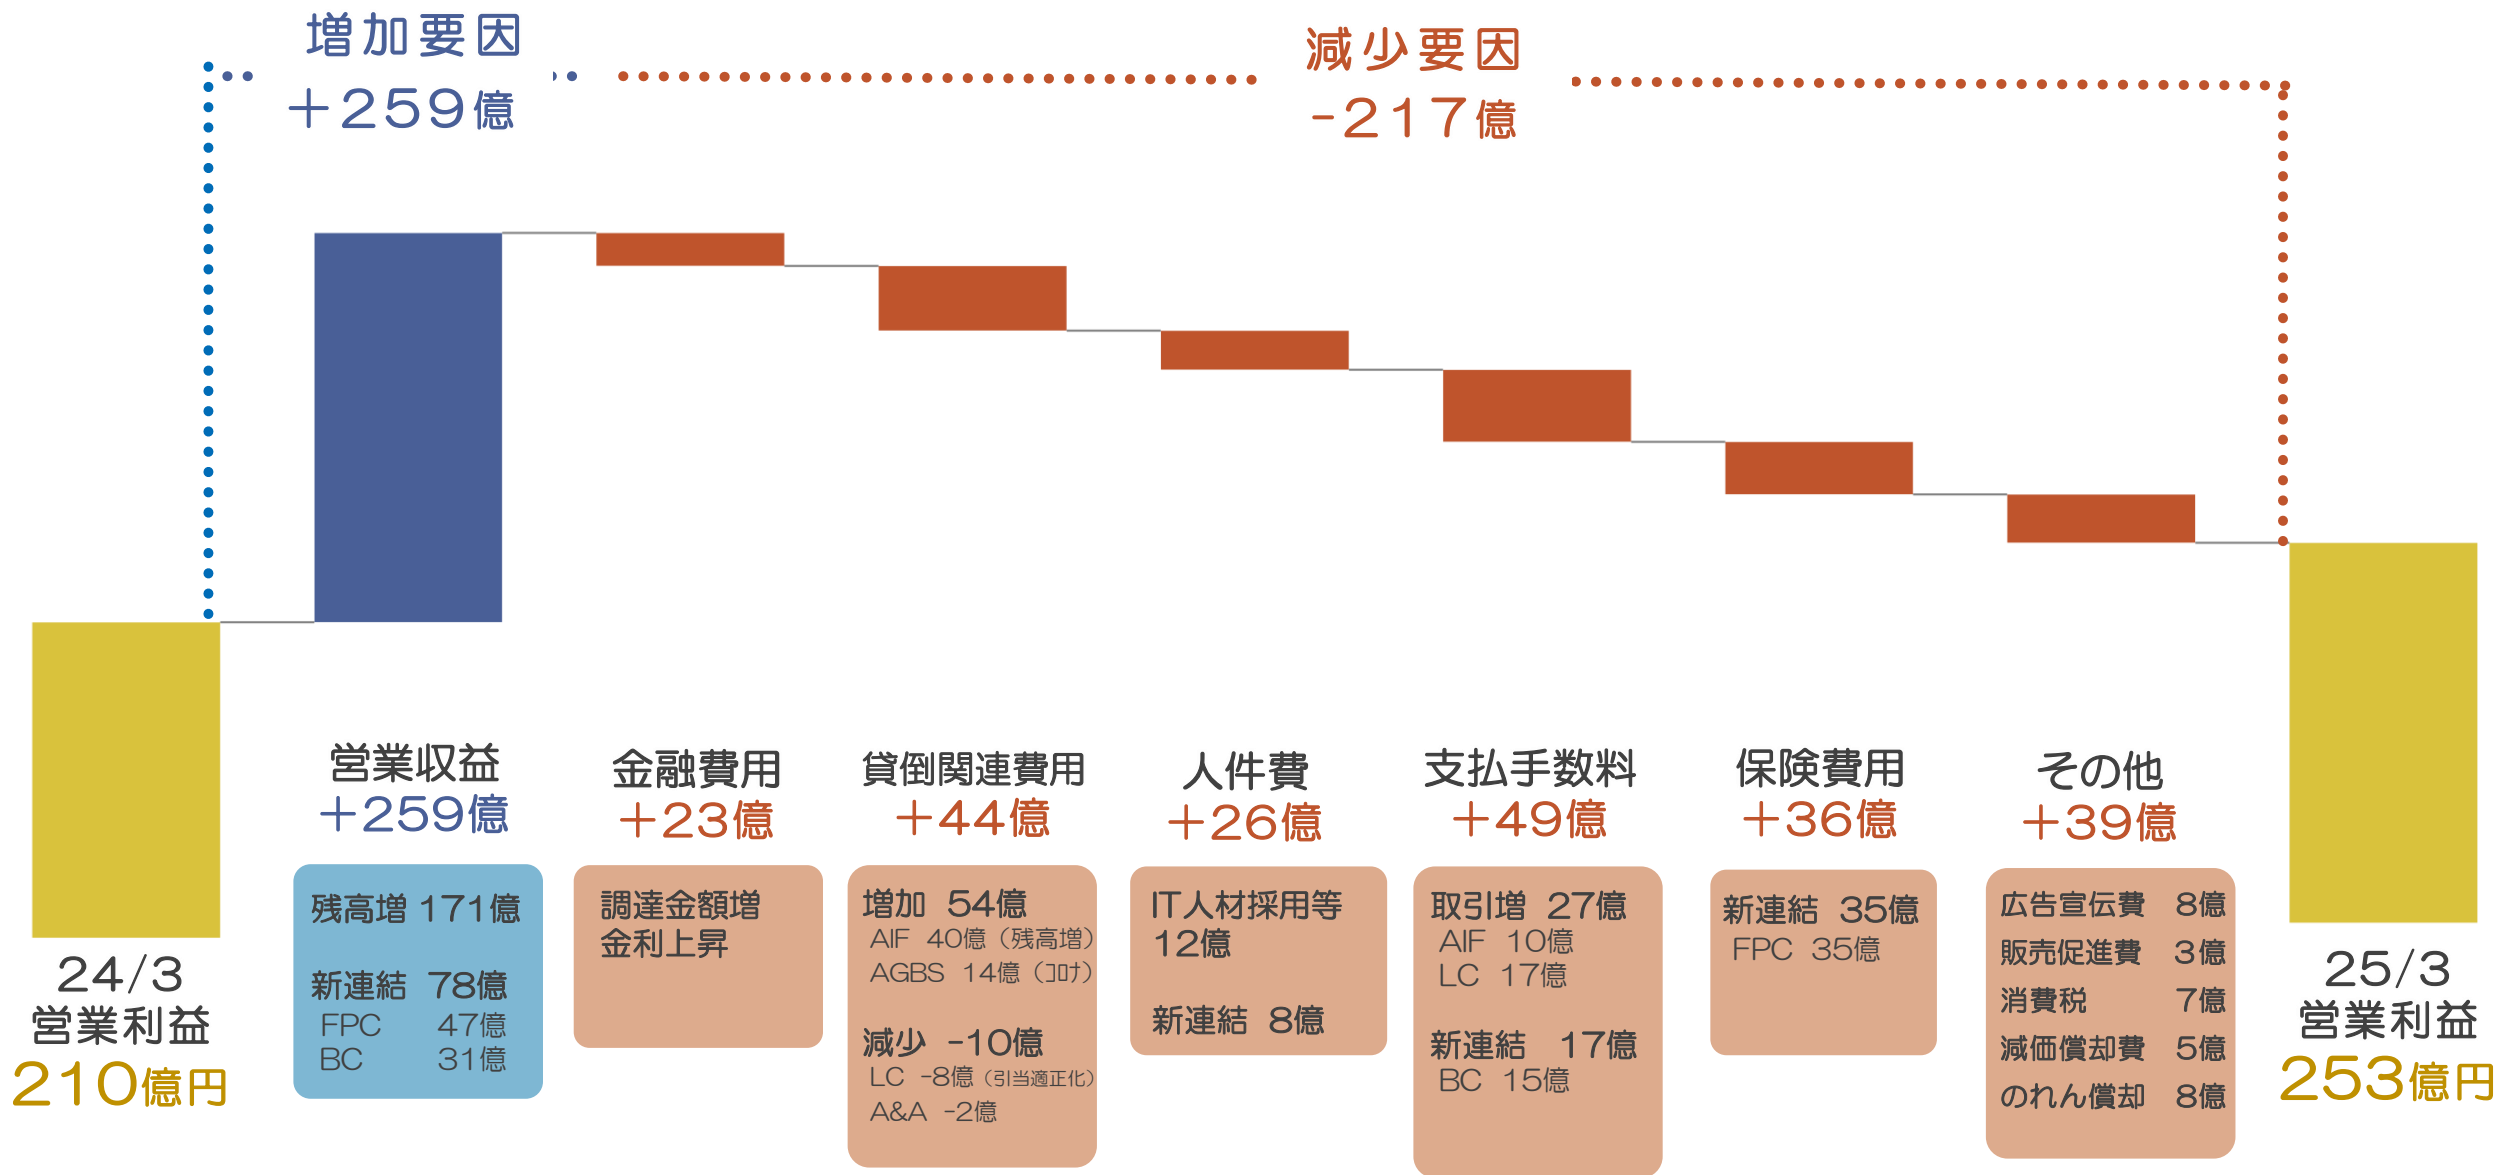 増加要因
+259億
減少要因
-217億
24/3
営業利益
210億円
営業収益
+259億
残高増 171億
新連結 78億
FPC 4億
BC 31億
金融費用
+23億
調達金額増
金利上昇
貸倒関連費用
+44億
増加 54億
AIF 40億（残高増）
AGBS 14億（コロナ）
減少 -10億
LC -8億（引当適正化）
A&A -2億
人件費
+26億
IT人材採用等
12億
新連結 8億
支払手数料
+49億
取引増 27億
AIF 10億
LC 17億
新連結 17億
BC 15億
保険費用
+36億
新連結 35億
FPC 35億
その他
+39億
広告宣伝費 8億
販売促進費 3億
消費税 7億
減価償却費 5億
のれん償却 8億
25/3
営業利益
253億円